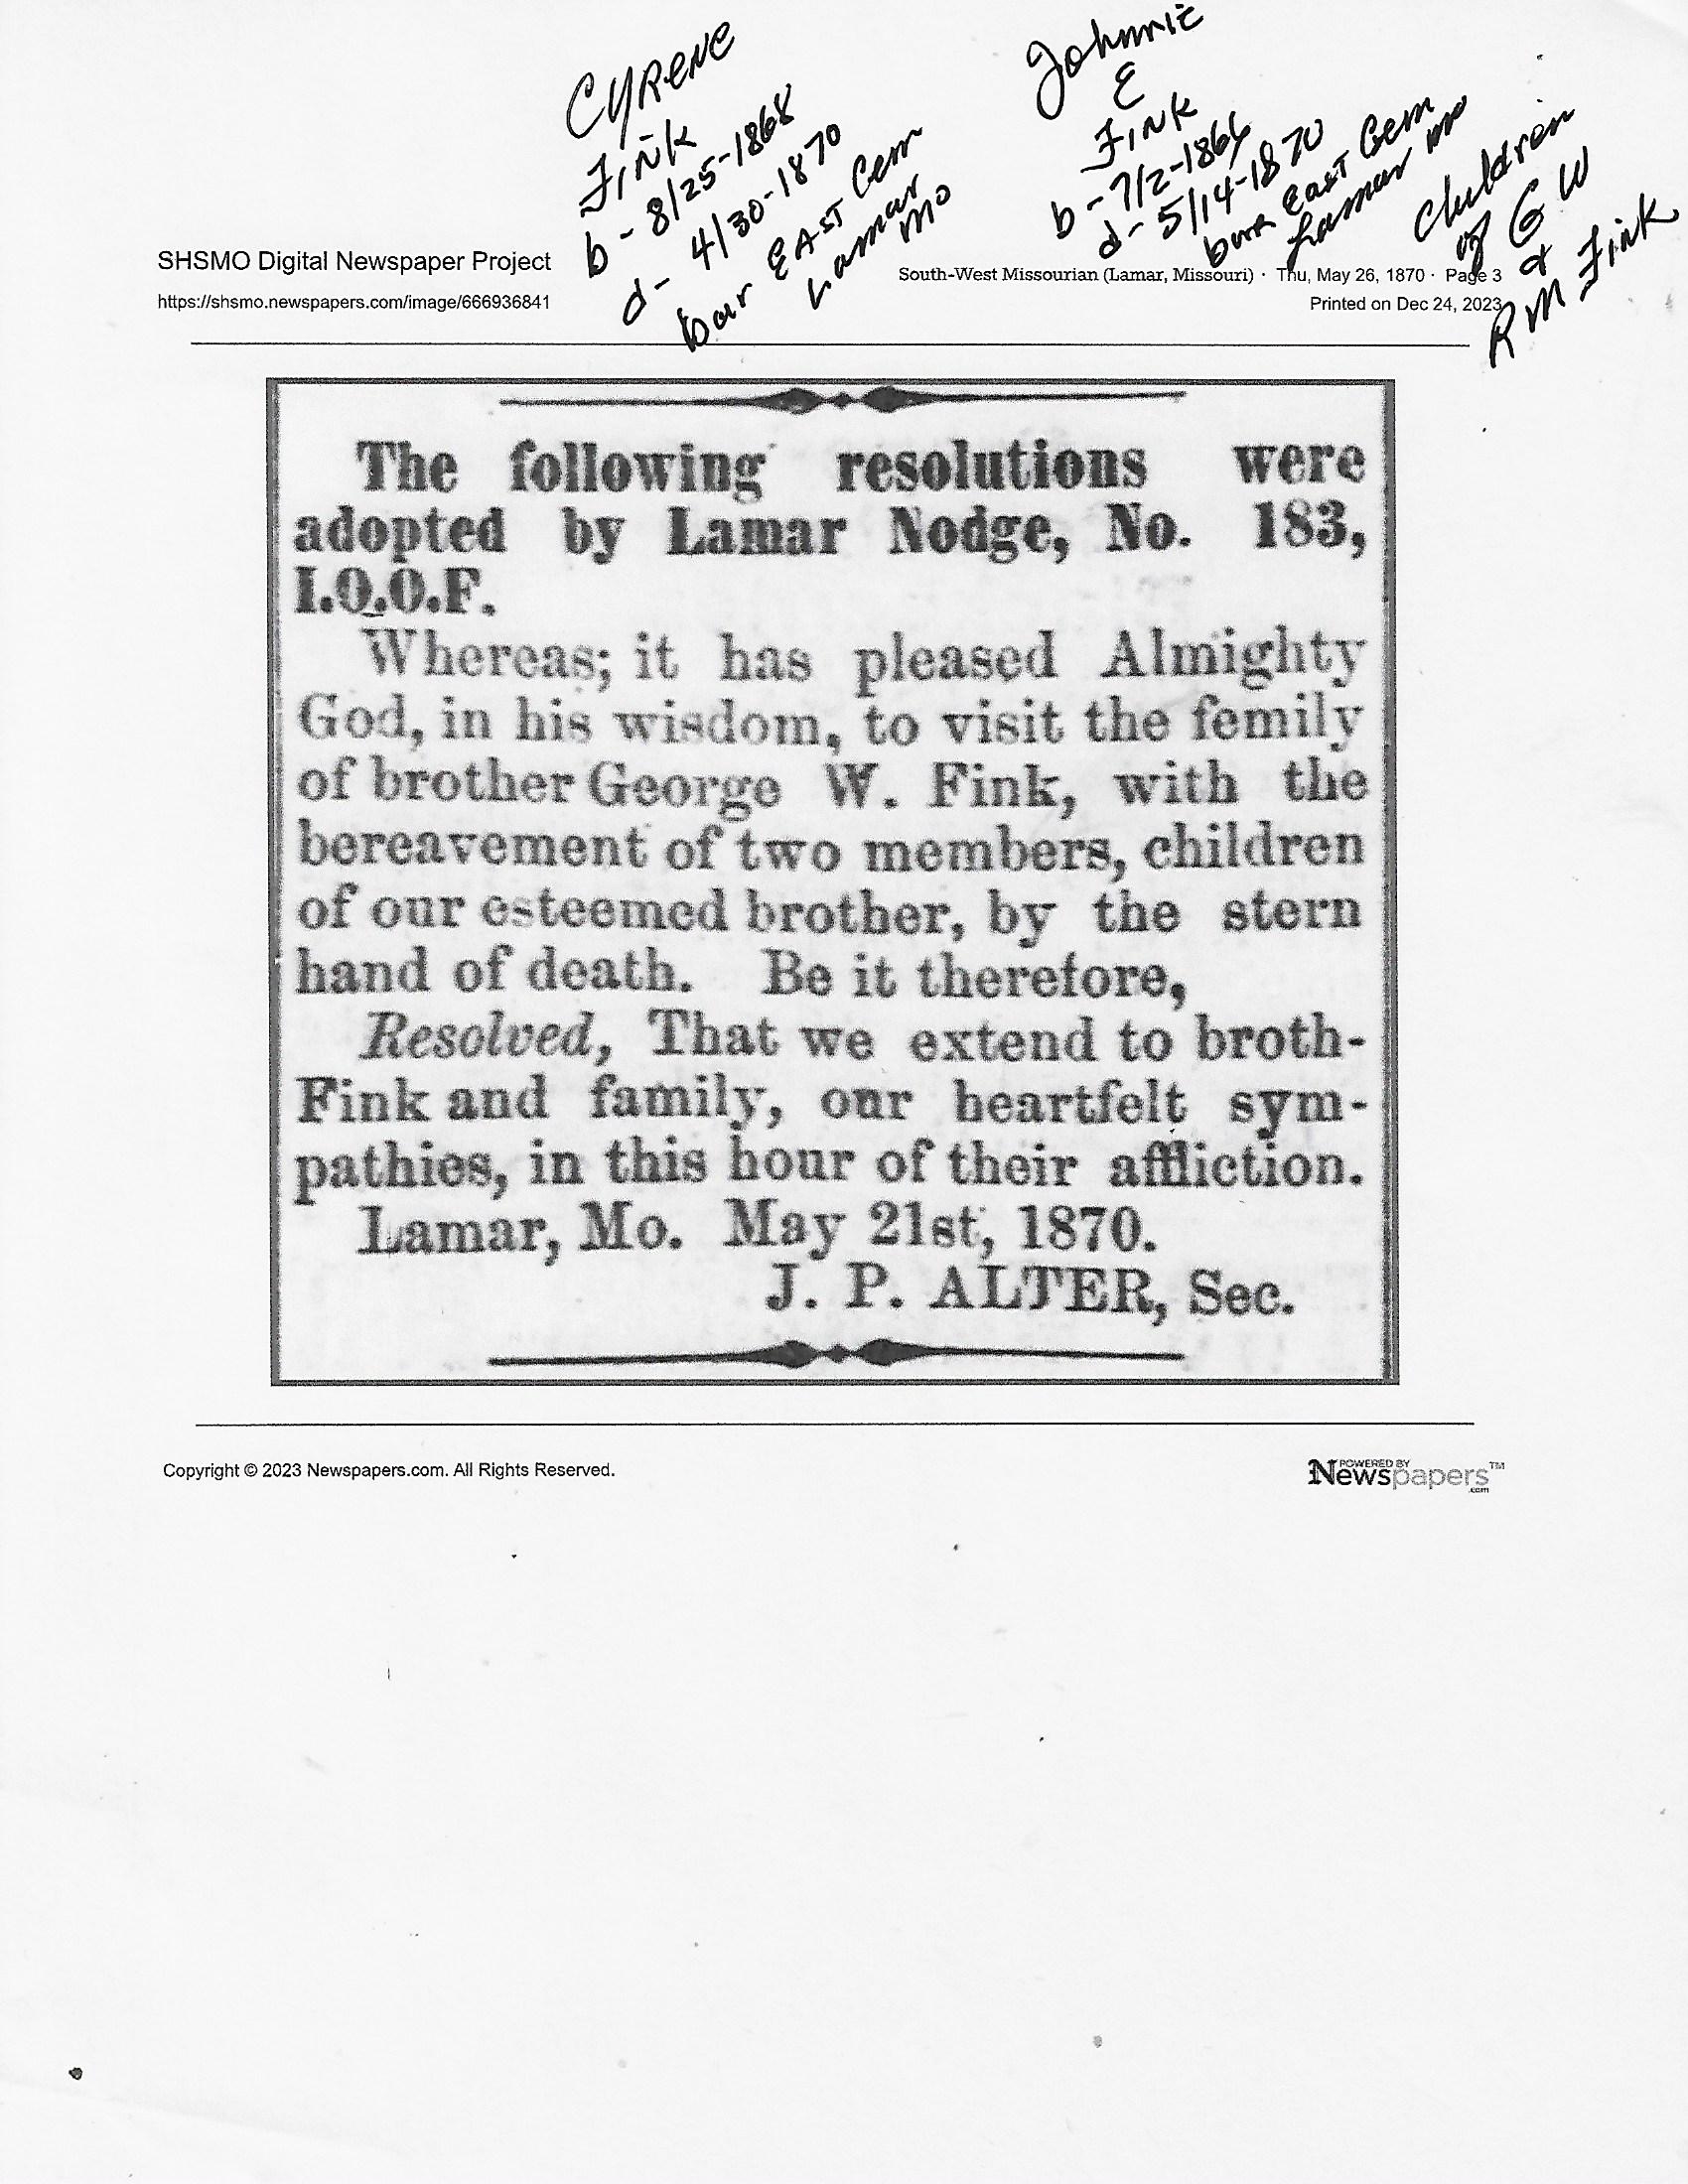 CYRENE
Fink
b - 8/25-1868
d- 4/30-1870
bur EAST Cem
Lamar
Mo
Johnnie
E
Fink
b - 7/2-1866
d- 5/14-1870
bur East Cem
Lamar Mo
Children
of G W
&
R M Fink
SHSMO Digital Newspaper Project
https://shsmo.newspapers.com/image/666936841
South-West Missourian (Lamar, Missouri) · Thu, May 26, 1870 · Page 3
Printed on Dec 24, 2023
The following resolutions were
adopted by Lamar Nodge, No. 183,
I.O.O.F.
Whereas; it has pleased Almighty
God, in his wisdom, to visit the femily
of brother George W. Fink, with the
bereavement of two members, children
of our esteemed brother, by the stern
hand of death. Be it therefore,
Resolved, That we extend to broth-
Fink and family, our heartfelt sym-
pathies, in this hour of their affliction.
Lamar, Mo. May 21st, 1870.
J. P. ALTER, Sec.
Copyright © 2023 Newspapers.com. All Rights Reserved.
POWERED BY
Newspapers™
.com